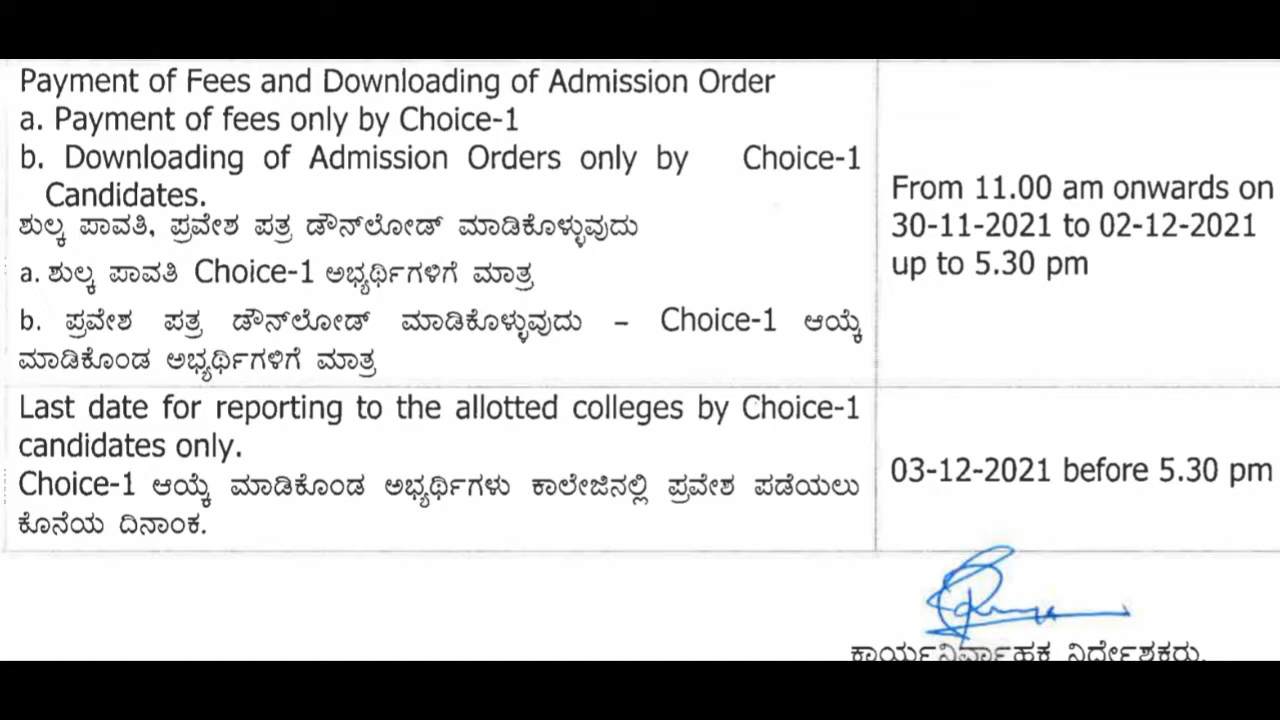 Payment of Fees and Downloading of Admission Order
a. Payment of fees only by Choice-1
b. Downloading of Admission Orders only by Choice-1
Candidates.
ಶುಲ್ಕ ಪಾವತಿ, ಪ್ರವೇಶ ಪತ್ರ ಡೌನ್‌ಲೋಡ್ ಮಾಡಿಕೊಳ್ಳುವುದು
a. ಶುಲ್ಕ ಪಾವತಿ Choice-1 ಅಭ್ಯರ್ಥಿಗಳಿಗೆ ಮಾತ್ರ
b. ಪ್ರವೇಶ ಪತ್ರ ಡೌನ್‌ಲೋಡ್ ಮಾಡಿಕೊಳ್ಳುವುದು – Choice-1 ಆಯ್ಕೆ
ಮಾಡಿಕೊಂಡ ಅಭ್ಯರ್ಥಿಗಳಿಗೆ ಮಾತ್ರ
From 11.00 am onwards on
30-11-2021 to 02-12-2021
up to 5.30 pm
Last date for reporting to the allotted colleges by Choice-1
candidates only.
Choice-1 ಆಯ್ಕೆ ಮಾಡಿಕೊಂಡ ಅಭ್ಯರ್ಥಿಗಳು ಕಾಲೇಜಿನಲ್ಲಿ ಪ್ರವೇಶ ಪಡೆಯಲು
ಕೊನೆಯ ದಿನಾಂಕ.
03-12-2021 before 5.30 pm
ಕಾರ್ಯನಿರ್ವಾಹಕ ನಿರ್ದೇಶಕರು.